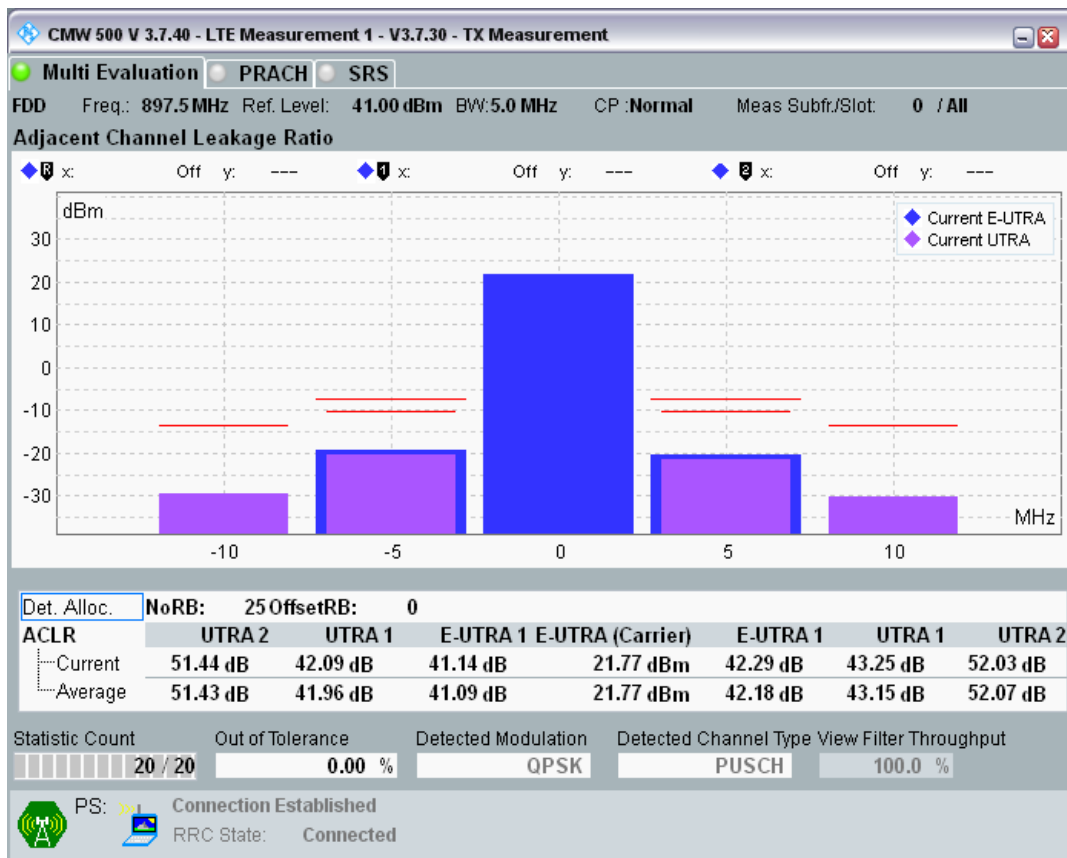 CMW 500 V 3.7.40 - LTE Measurement 1 - V3.7.30 - TX Measurement
Multi Evaluation PRACH SRS
FDD Freq.: 897.5 MHz Ref. Level: 41.00 dBm BW:5.0 MHz CP :Normal Meas Subfr./Slot: 0 / All
Adjacent Channel Leakage Ratio
R x: Off y: --- 1 x: Off y: --- 2 x: Off y: ---
dBm
Current E-UTRA
Current UTRA
30
20
10
0
-10
-20
-30
MHz
-10 -5 0 5 10
Det. Alloc. NoRB: 25 OffsetRB: 0
ACLR UTRA 2 UTRA 1 E-UTRA 1 E-UTRA (Carrier) E-UTRA 1 UTRA 1 UTRA 2
Current 51.44 dB 42.09 dB 41.14 dB 21.77 dBm 42.29 dB 43.25 dB 52.03 dB
Average 51.43 dB 41.96 dB 41.09 dB 21.77 dBm 42.18 dB 43.15 dB 52.07 dB
Statistic Count Out of Tolerance Detected Modulation Detected Channel Type View Filter Throughput
20 / 20 0.00 % QPSK PUSCH 100.0 %
PS: Connection Established
RRC State: Connected